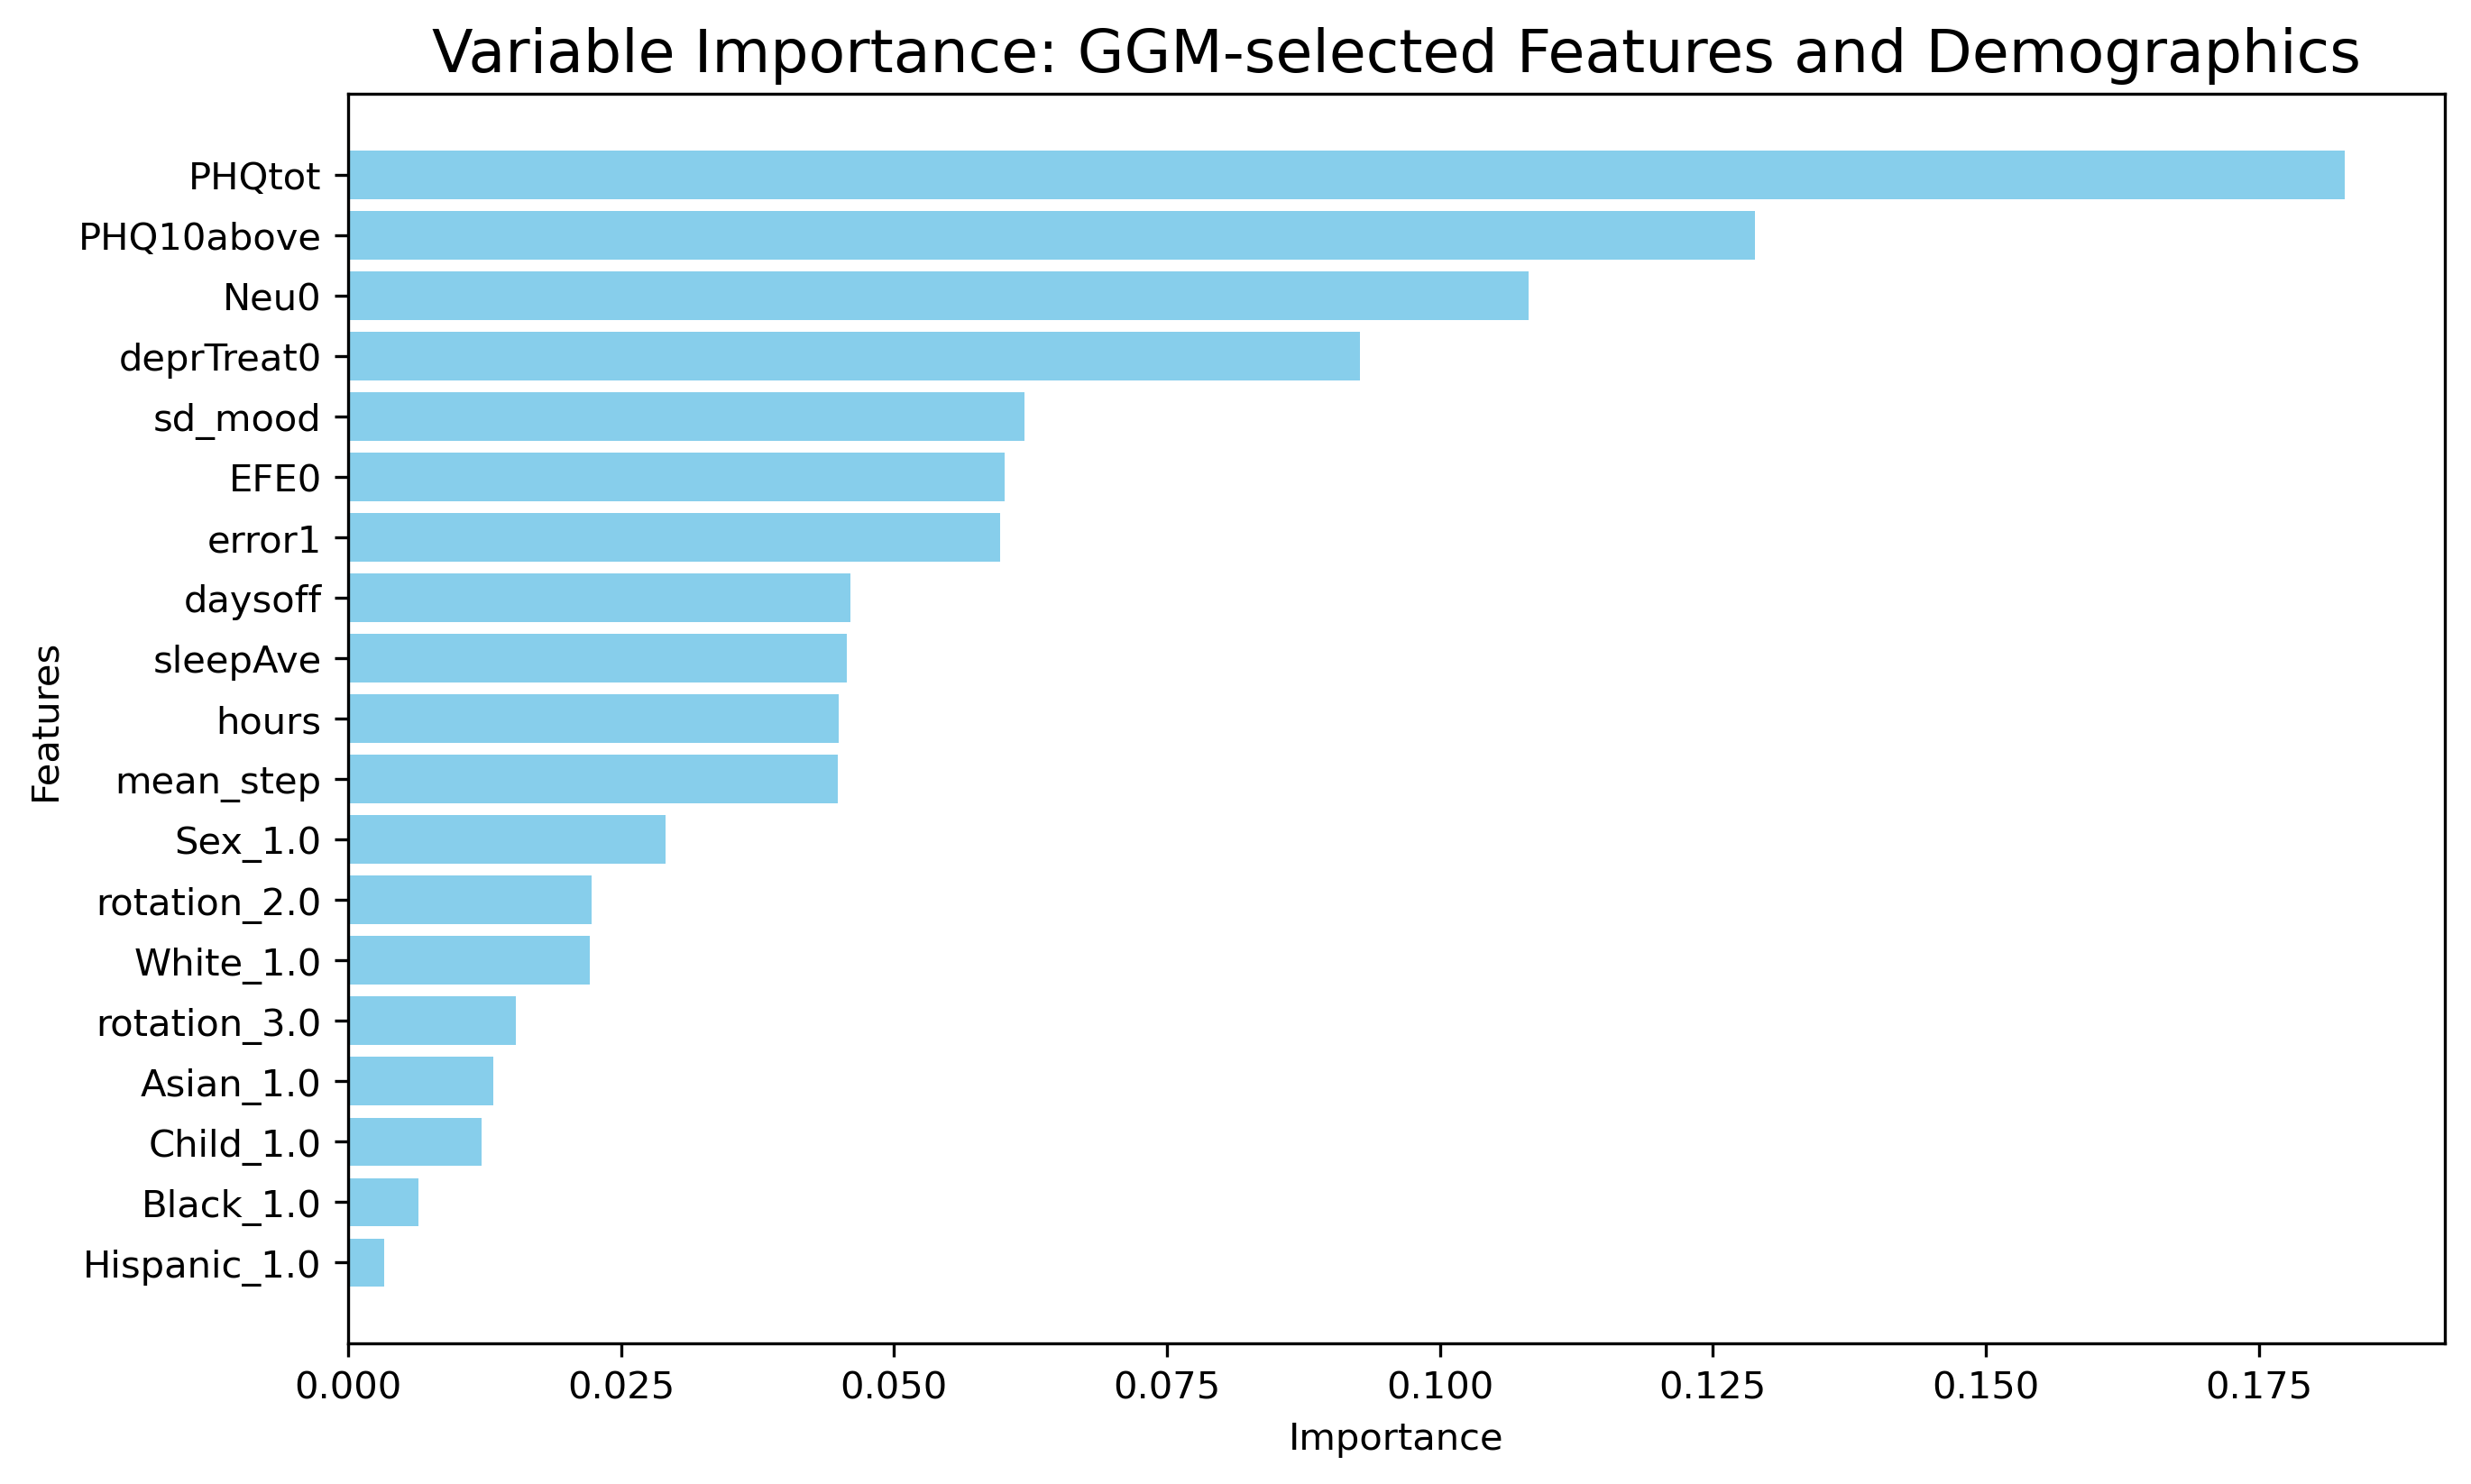 Variable Importance: GGM-selected Features and Demographics
PHQtot
PHQ10above
Neu0
deprTreat0
sd_mood
EFE0
error1
daysoff
sleepAve
hours
mean_step
Sex_1.0
rotation_2.0
White_1.0
rotation_3.0
Asian_1.0
Child_1.0
Black_1.0
Hispanic_1.0
Features
0.000 0.025 0.050 0.075 0.100 0.125 0.150 0.175
Importance